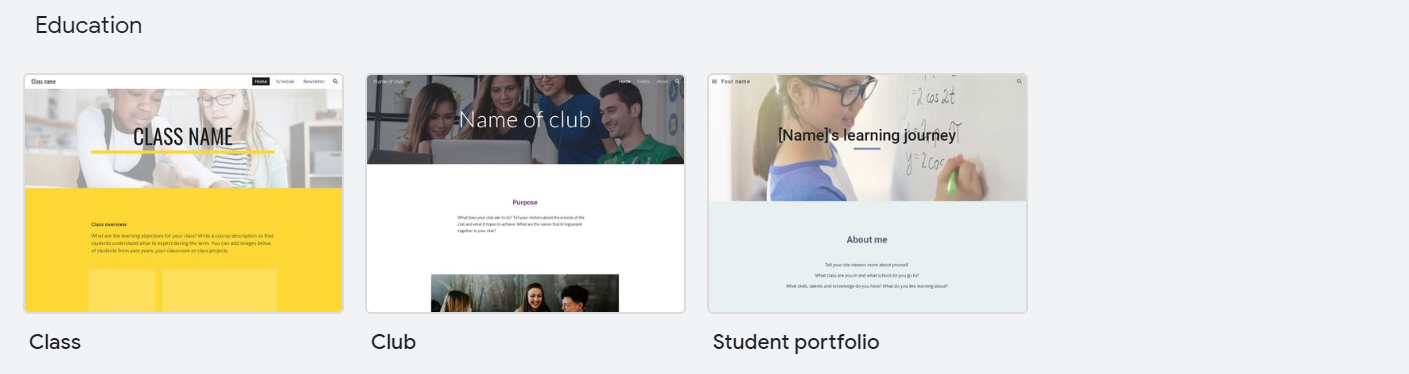 Education
Class name
Home Schedule Newsletter
CLASS NAME
Class overview
What are the learning objectives for your class? Write a course description so that
students understand what to expect during the term. You can add images below
of students from past years, your classroom or class projects.
Class
Name of club
Home Events About
Name of club
Purpose
What does your club aim to do? Tell your visitors about the mission of the
club and what it hopes to achieve. What are the values that bring people
together in your club?
Club
Your name
y=2 cos 2t
[Name]'s learning journey
About me
Tell your site viewers more about yourself.
What class are you in and what school do you go to?
What skills, talents and knowledge do you have? What do you like learning about?
Student portfolio